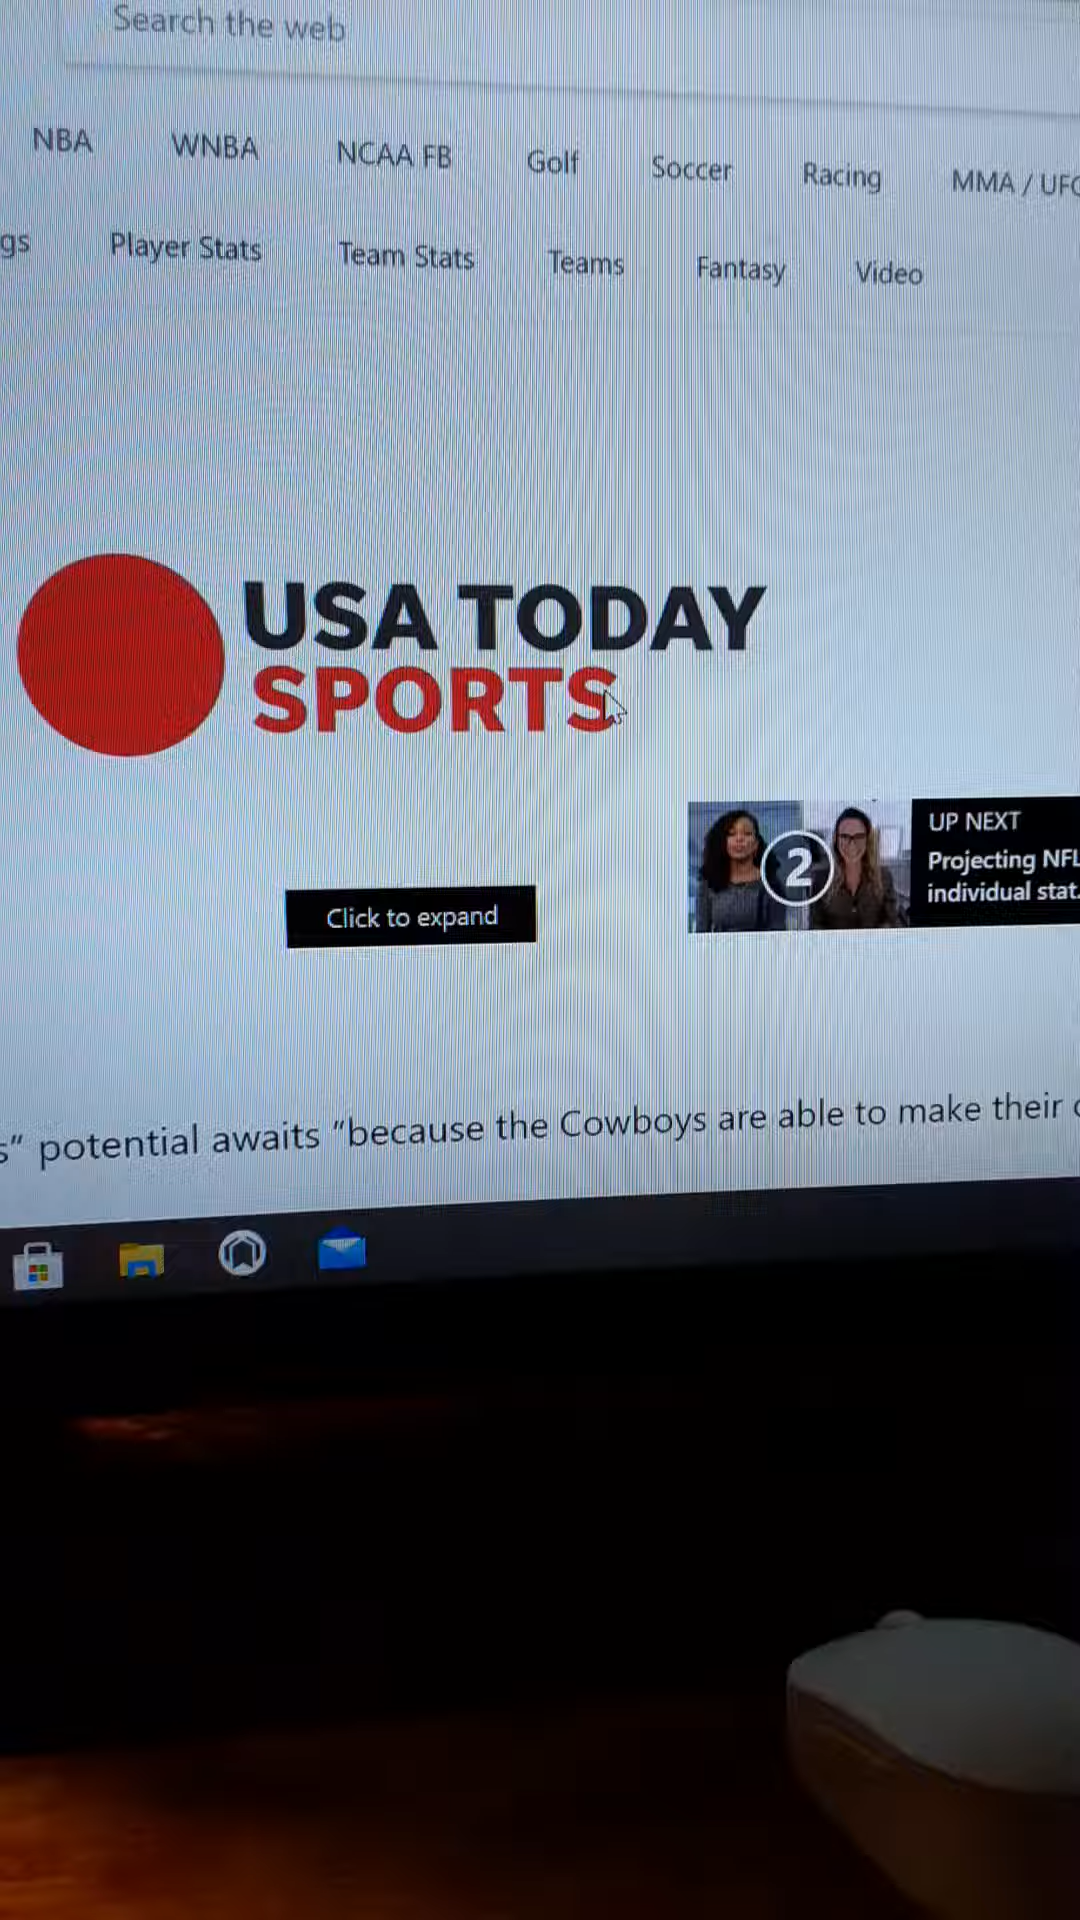 Search the web
NBA WNBA NCAA FB Golf Soccer Racing MMA / UFC
gs Player Stats Team Stats Teams Fantasy Video
USA TODAY
SPORTS
UP NEXT
2
Projecting NFL
individual stat.
Click to expand
s" potential awaits "because the Cowboys are able to make their